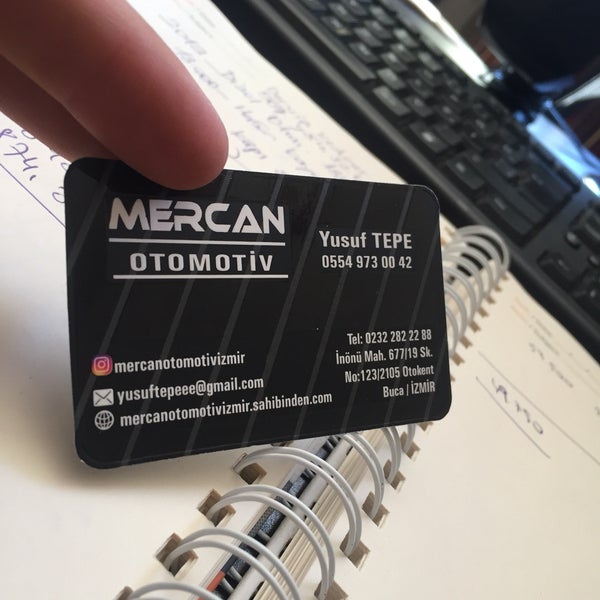 MERCAN
OTOMOTİV
Yusuf TEPE
0554 973 00 42
mercanotomotivizmir
yusuftepeee@gmail.com
mercanotomotivizmir.sahibinden.com
Tel: 0232 282 22 88
İnönü Mah. 677/19 Sk.
No:123/2105 Otokent
Buca / İZMİR